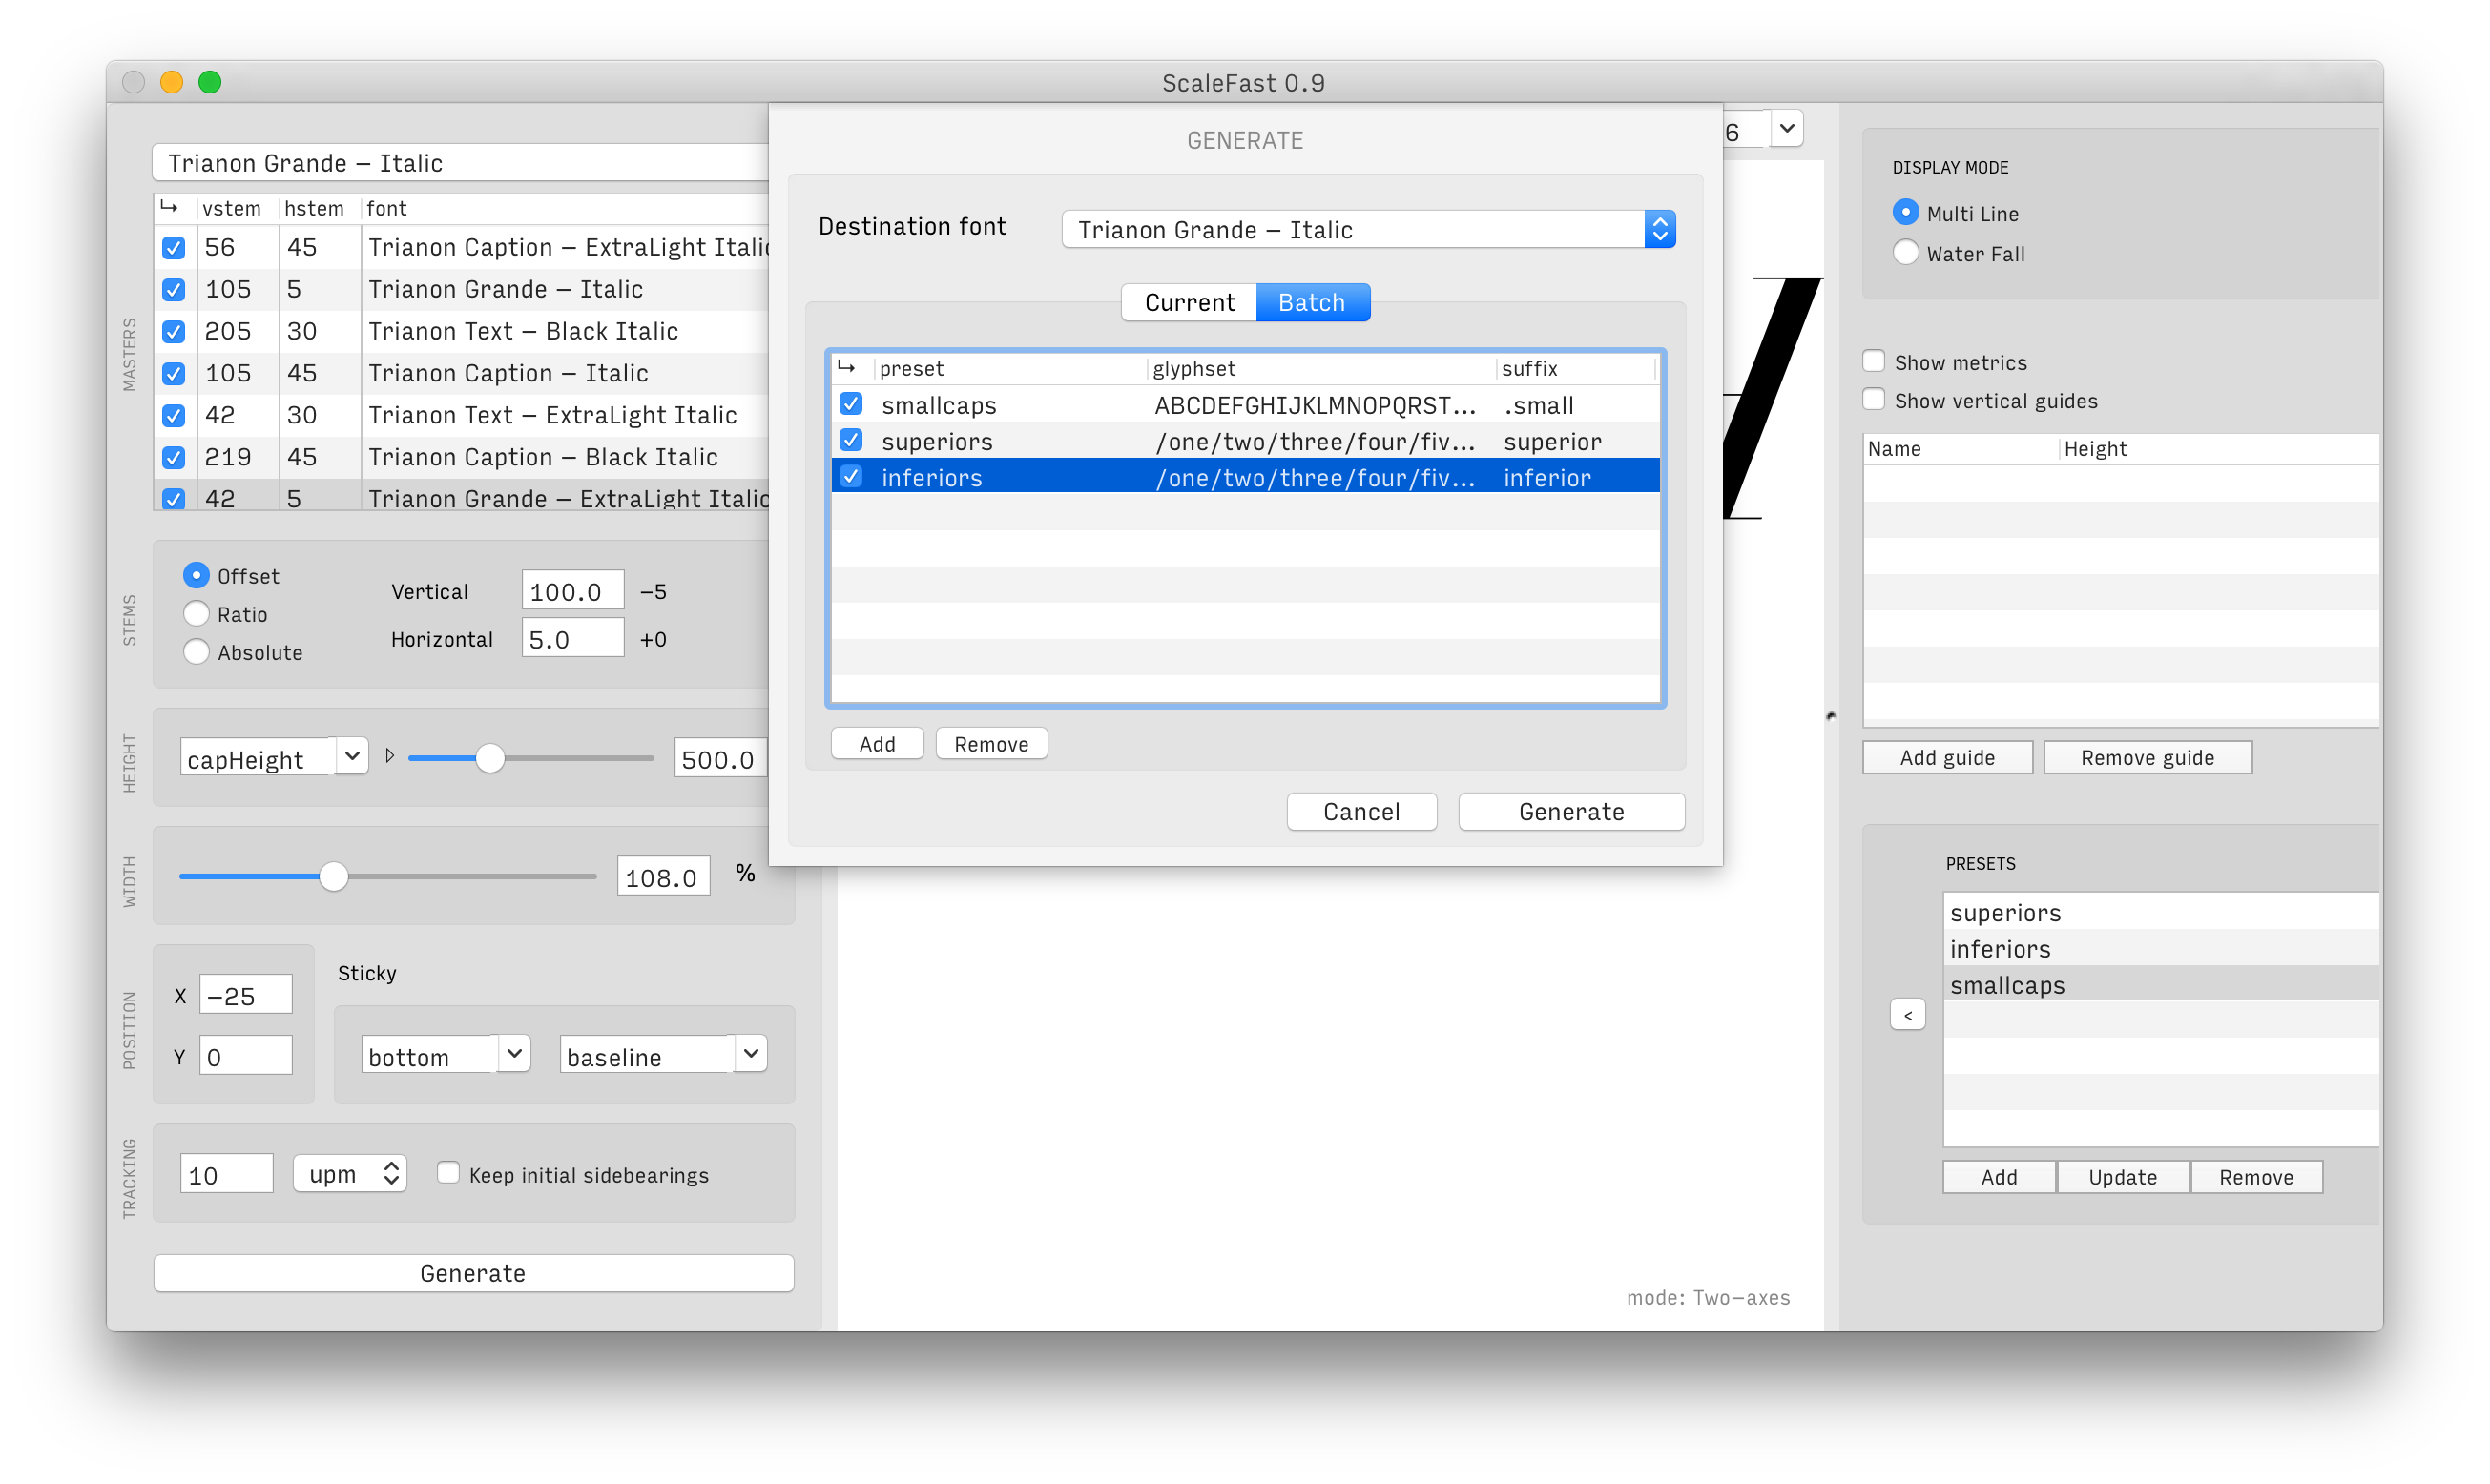 ScaleFast 0.9
Trianon Grande – Italic
↳ vstem hstem font
56 45 Trianon Caption – ExtraLight Italic
105 5 Trianon Grande – Italic
205 30 Trianon Text – Black Italic
105 45 Trianon Caption – Italic
42 30 Trianon Text – ExtraLight Italic
219 45 Trianon Caption – Black Italic
42 5 Trianon Grande – ExtraLight Italic
MASTERS
STEMS
Offset
Ratio
Absolute
Vertical 100.0 –5
Horizontal 5.0 +0
HEIGHT
capHeight 500.0
WIDTH
108.0 %
POSITION
X –25
Y 0
Sticky
bottom baseline
TRACKING
10 upm Keep initial sidebearings
Generate
GENERATE
Destination font Trianon Grande – Italic
Current Batch
↳ preset glyphset suffix
smallcaps ABCDEFGHIJKLMNOPQRST... .small
superiors /one/two/three/four/fiv... superior
inferiors /one/two/three/four/fiv... inferior
Add Remove
Cancel Generate
6
mode: Two–axes
DISPLAY MODE
Multi Line
Water Fall
Show metrics
Show vertical guides
Name Height
Add guide Remove guide
PRESETS
superiors
inferiors
smallcaps
<
Add Update Remove